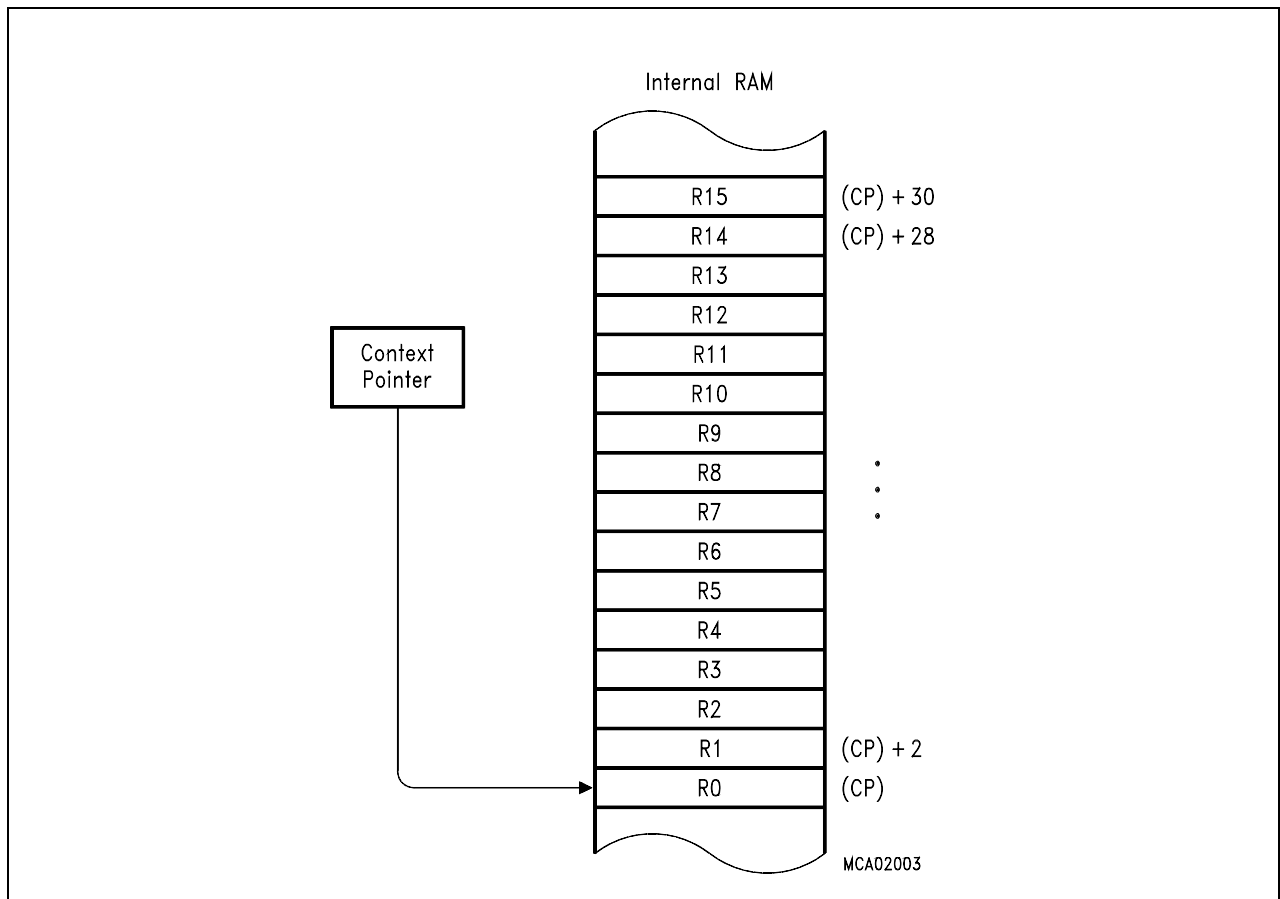 Internal RAM
R15 (CP) + 30
R14 (CP) + 28
R13
R12
Context
Pointer
R11
R10
R9
R8
R7
R6
R5
R4
R3
R2
R1 (CP) + 2
R0 (CP)
MCA02003